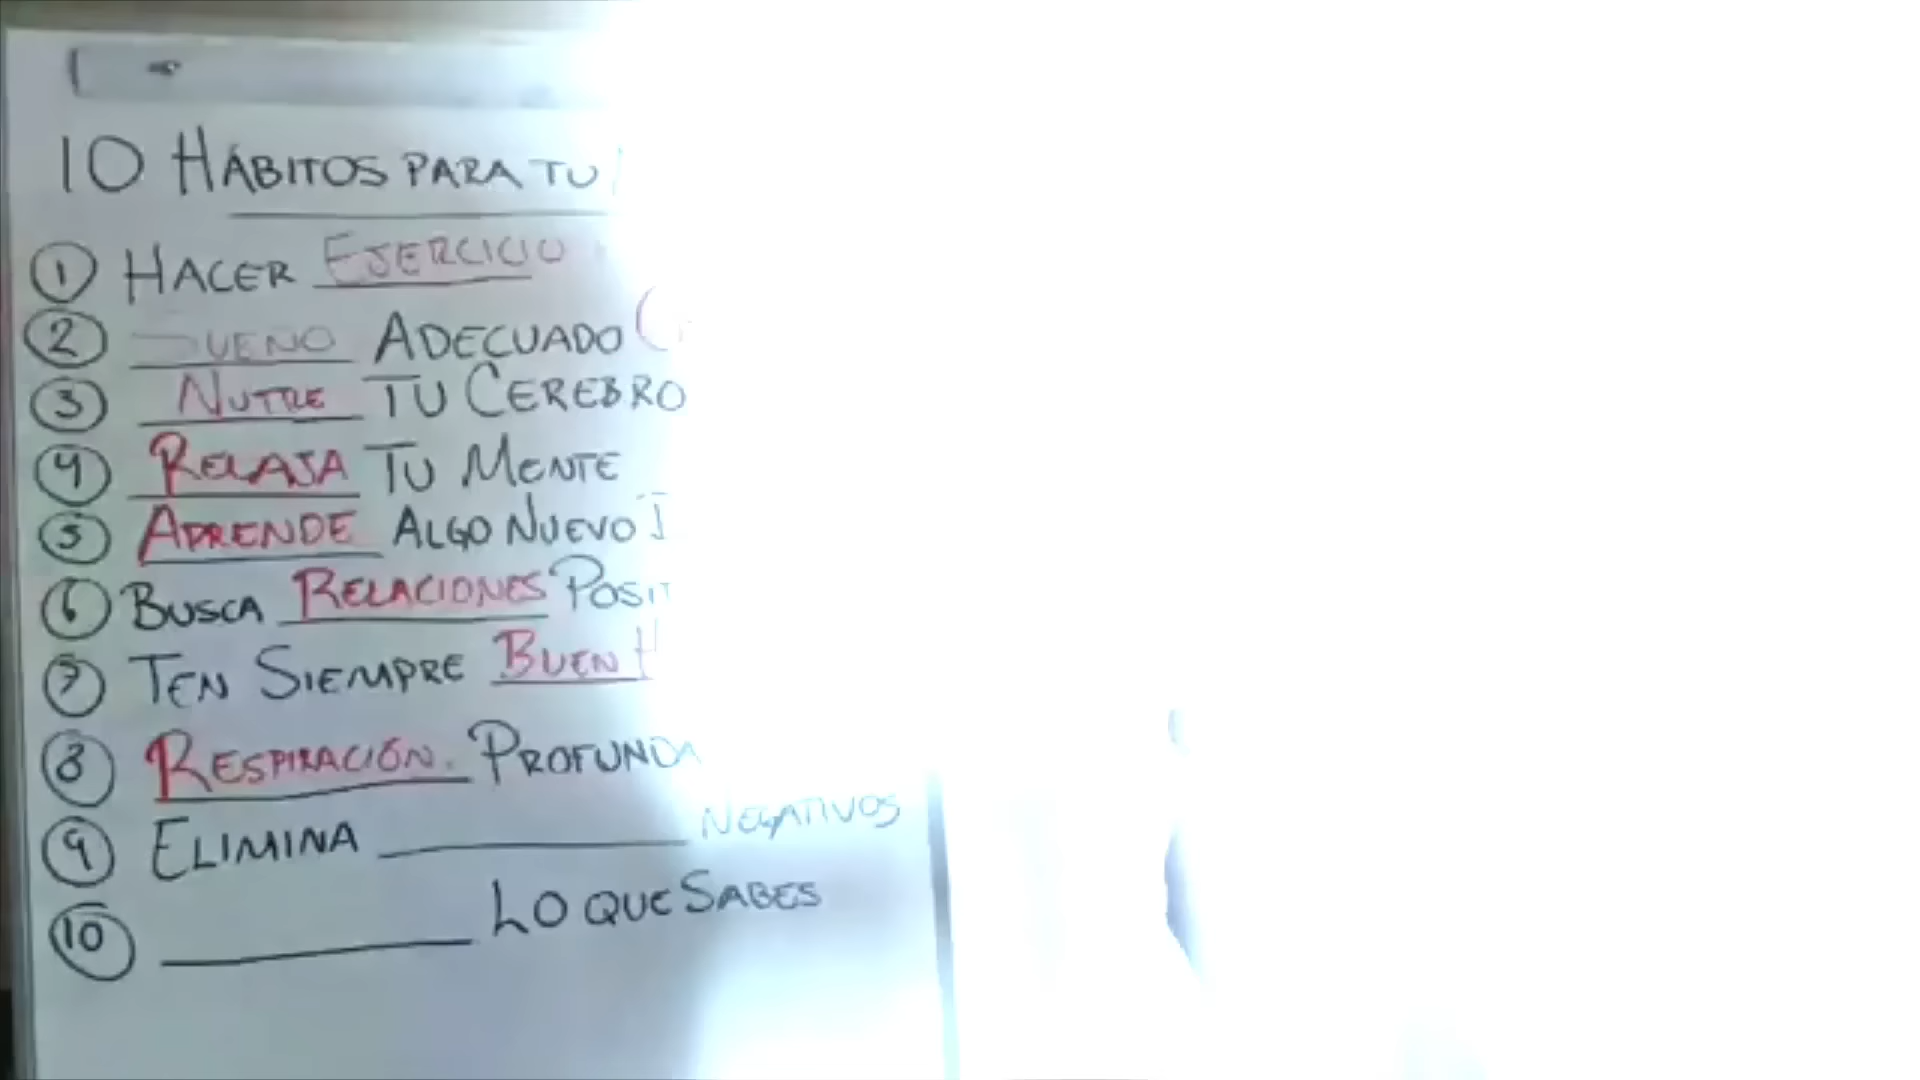 10 HÁBITOS PARA TU
1 HACER EJERCICIO
2 SUENO ADECUADO
3 NUTRE TU CEREBRO
4 RELAJA TU MENTE
5 APRENDE ALGO NUEVO
6 BUSCA RELACIONES
7 TEN SIEMPRE BUEN
8 RESPIRACIÓN. PROFUNDA
9 ELIMINA NEGATIVOS
10 LO QUE SABES